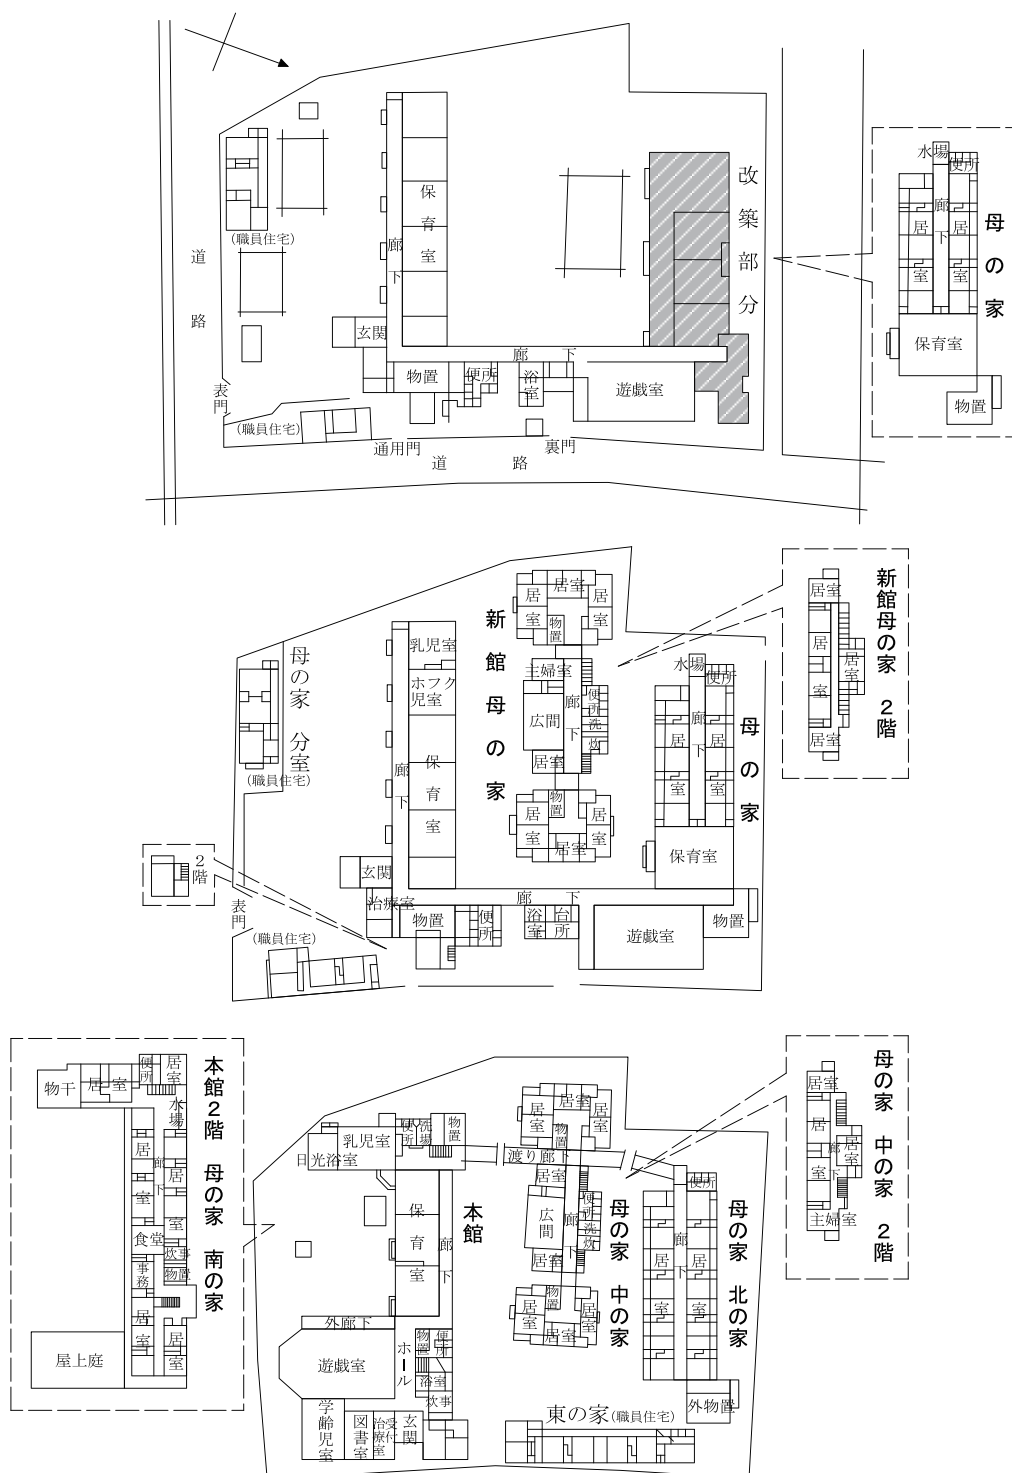 保育室
廊下
(職員住宅)
道路
玄関
表門
物置
便所
浴室
廊下
遊戯室
(職員住宅)
通用門
道路
裏門
改築部分
水場
便所
廊下
居室
居室
母の家
保育室
物置
母の家 分室
(職員住宅)
乳児室
ホフク児室
保育室
廊下
玄関
治療室
物置
便所
2階
表門
(職員住宅)
新館母の家
居室
居室
居室
物置
主婦室
広間
廊下
便所
洗
炊
居室
物置
居室
居室
居室
廊下
浴室
台所
遊戯室
物置
水場
便所
廊下
居室
居室
母の家
保育室
新館母の家 2階
居室
居室
居室
居室
本館2階 母の家 南の家
物干
居室
便所
居室
水場
居室
廊下
居室
食堂
炊事
事務
物置
居室
居室
屋上庭
乳児室
日光浴室
便所
洗場
物置
渡り廊下
本館
保育室
廊下
外廊下
遊戯室
ホール
物置
便所
浴室
炊事
学齢児室
図書室
治療室
受付
玄関
居室
居室
居室
物置
居室
広間
廊下
便所
洗
炊
居室
物置
居室
居室
居室
母の家 中の家
便所
廊下
居室
居室
外物置
母の家 北の家
東の家(職員住宅)
母の家 中の家 2階
居室
居室
廊下
居室
主婦室